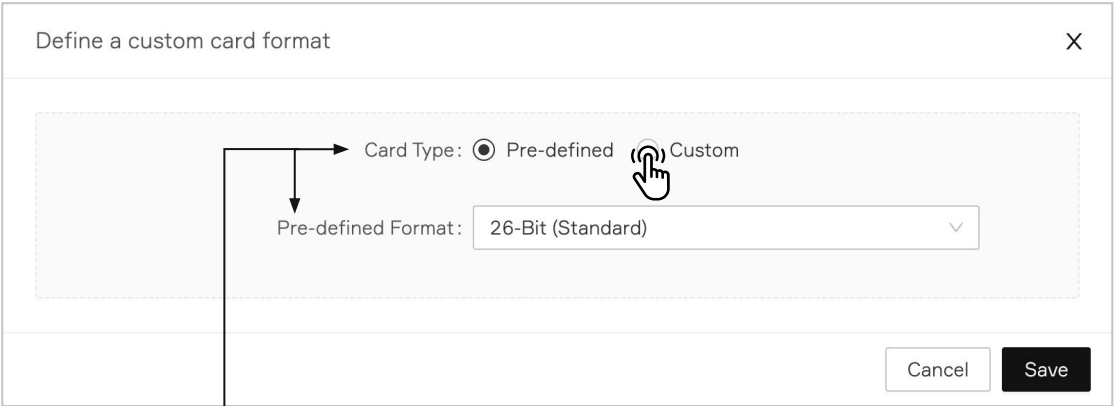 Define a custom card format X
Card Type: Pre-defined Custom
Pre-defined Format: 26-Bit (Standard)
Cancel Save